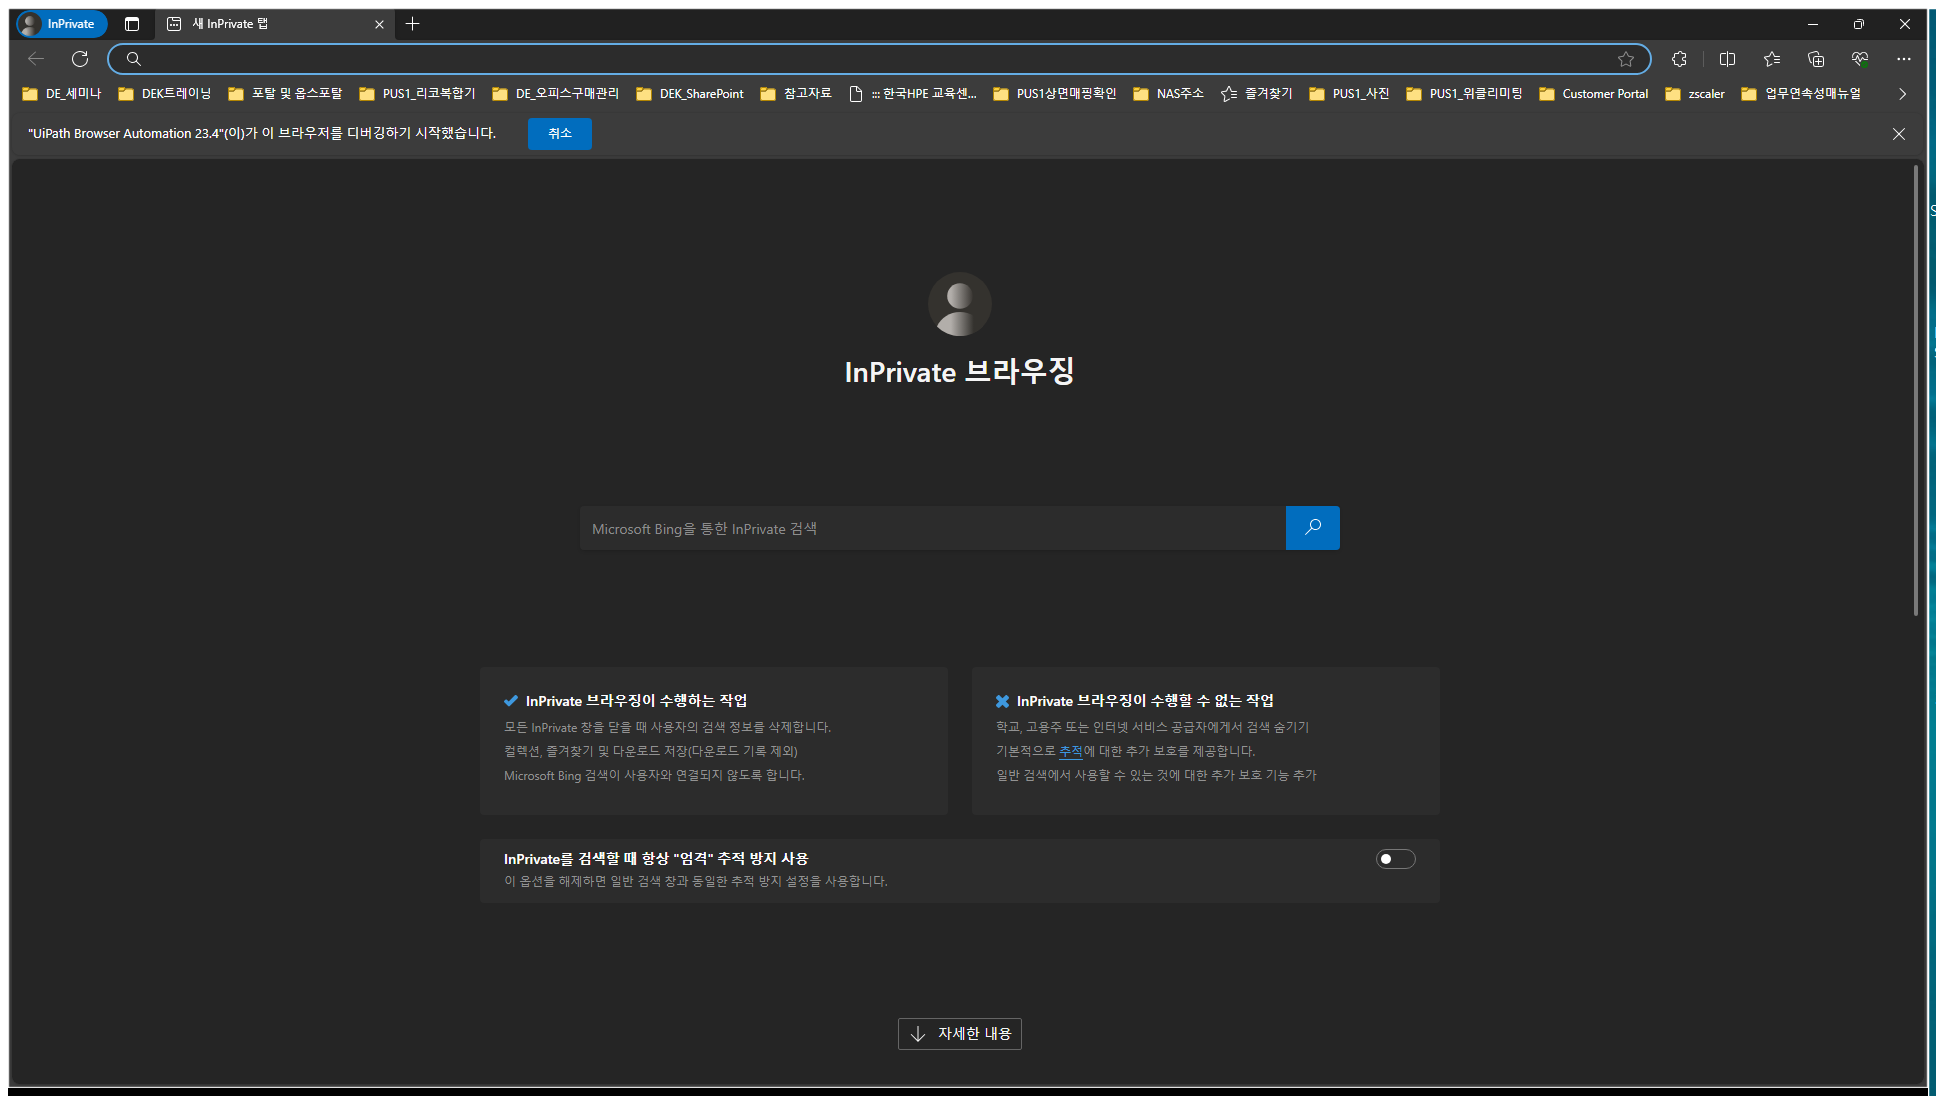 InPrivate
새 InPrivate 탭
DE_세미나
DEK트레이닝
포탈 및 옵스포탈
PUS1_리코복합기
DE_오피스구매관리
DEK_SharePoint
참고자료
::: 한국HPE 교육센...
PUS1상면매핑확인
NAS주소
즐겨찾기
PUS1_사진
PUS1_위클리미팅
Customer Portal
zscaler
업무연속성매뉴얼
"UiPath Browser Automation 23.4"(이)가 이 브라우저를 디버깅하기 시작했습니다.
취소
InPrivate 브라우징
Microsoft Bing을 통한 InPrivate 검색
InPrivate 브라우징이 수행하는 작업
모든 InPrivate 창을 닫을 때 사용자의 검색 정보를 삭제합니다.
컬렉션, 즐겨찾기 및 다운로드 저장(다운로드 기록 제외)
Microsoft Bing 검색이 사용자와 연결되지 않도록 합니다.
InPrivate 브라우징이 수행할 수 없는 작업
학교, 고용주 또는 인터넷 서비스 공급자에게서 검색 숨기기
기본적으로 추적에 대한 추가 보호를 제공합니다.
일반 검색에서 사용할 수 있는 것에 대한 추가 보호 기능 추가
InPrivate를 검색할 때 항상 "엄격" 추적 방지 사용
이 옵션을 해제하면 일반 검색 창과 동일한 추적 방지 설정을 사용합니다.
자세한 내용